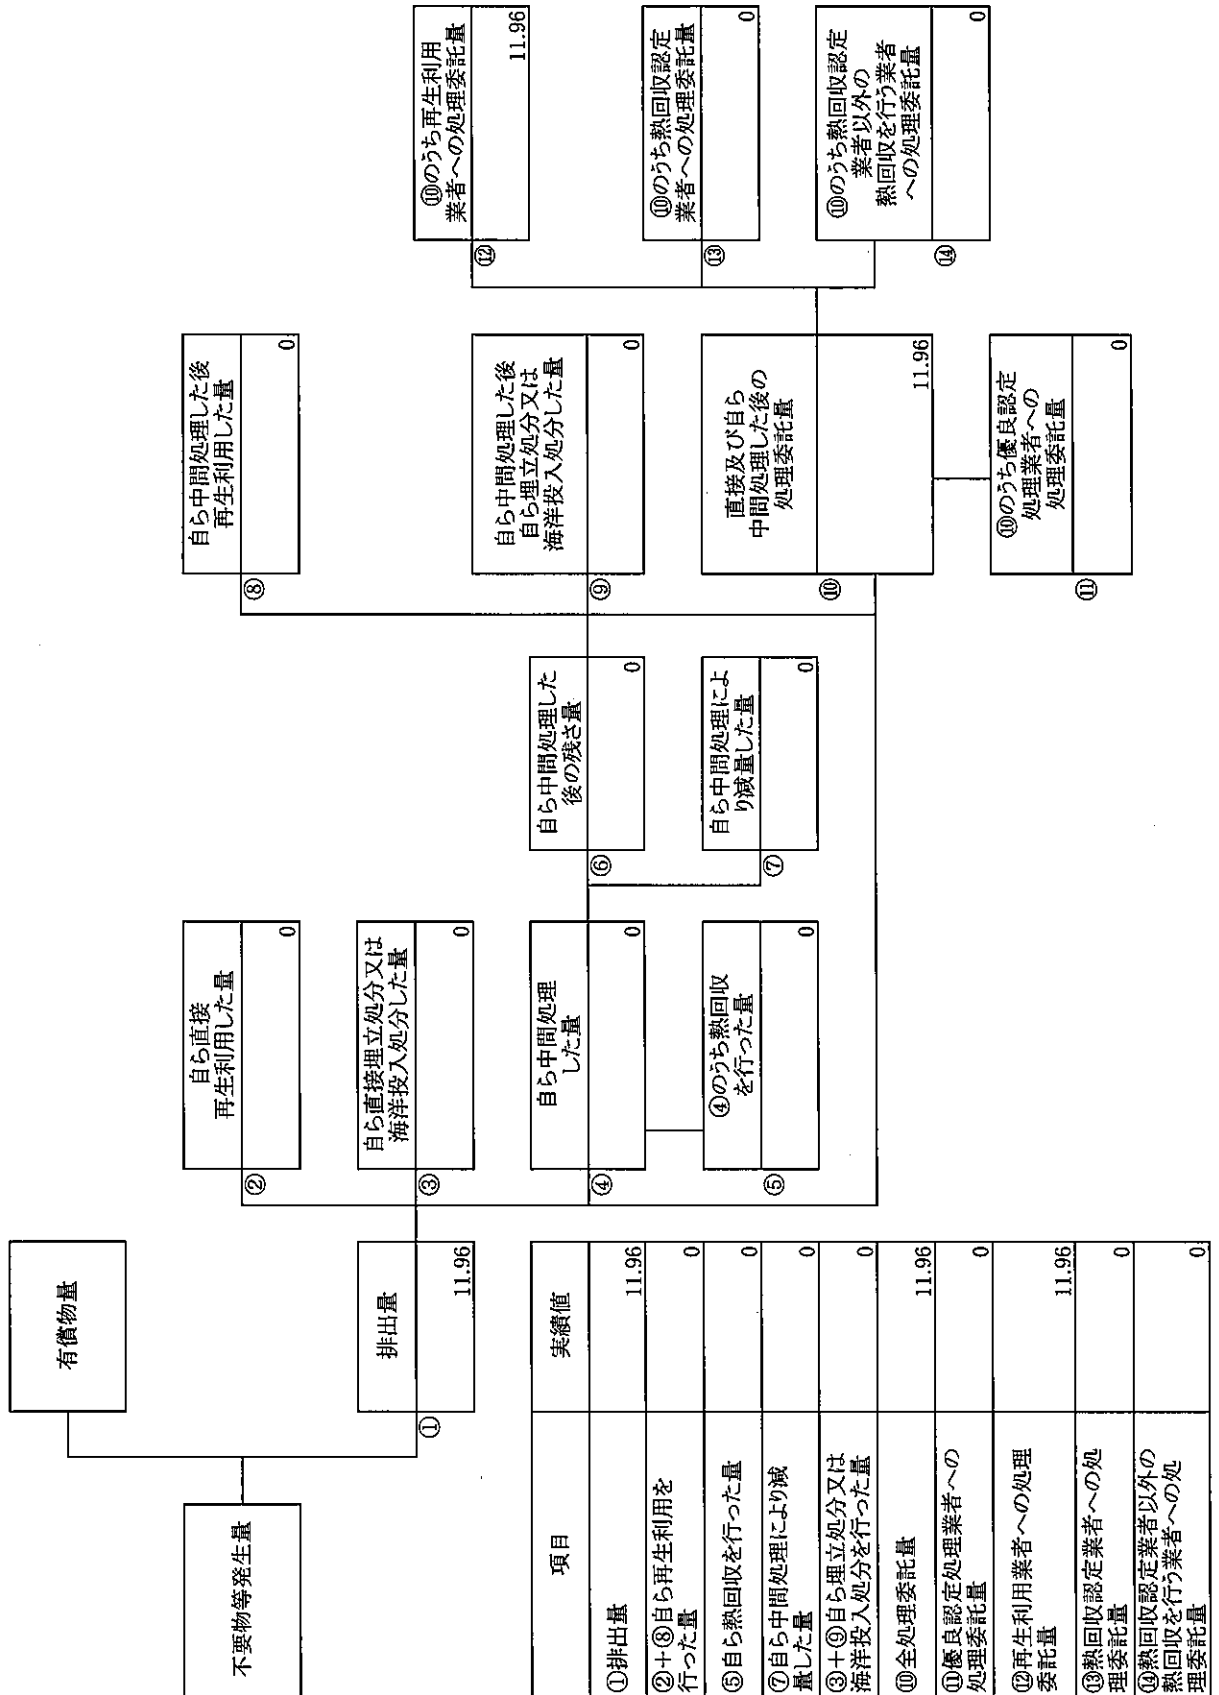 不要物等発生量
有償物量
①
排出量
11.96
②
自ら直接
再生利用した量
0
③
自ら直接埋立処分又は
海洋投入処分した量
0
④
自ら中間処理
した量
0
⑤
④のうち熱回収
を行った量
0
⑥
自ら中間処理した
後の残さ量
0
⑦
自ら中間処理によ
り減量した量
0
⑧
自ら中間処理した後
再生利用した量
0
⑨
自ら中間処理した後
自ら埋立処分又は
海洋投入処分した量
0
⑩
直接及び自ら
中間処理した後の
処理委託量
11.96
⑪
⑩のうち優良認定
処理業者への
処理委託量
0
⑫
⑩のうち再生利用
業者への処理委託量
11.96
⑬
⑩のうち熱回収認定
業者への処理委託量
0
⑭
⑩のうち熱回収認定
業者以外の
熱回収を行う業者
への処理委託量
0
項目
実績値
①排出量
11.96
②+⑧自ら再生利用を
行った量
0
⑤自ら熱回収を行った量
0
⑦自ら中間処理により減
量した量
0
③+⑨自ら埋立処分又は
海洋投入処分を行った量
0
⑩全処理委託量
11.96
⑪優良認定処理業者への
処理委託量
0
⑫再生利用業者への処理
委託量
11.96
⑬熱回収認定業者への処
理委託量
0
⑭熱回収認定業者以外の
熱回収を行う業者への処
理委託量
0